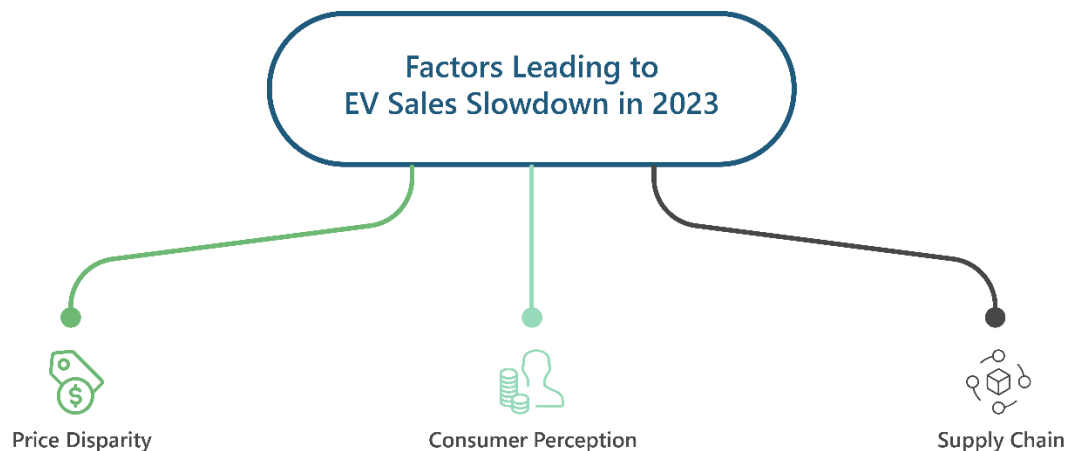 Factors Leading to
EV Sales Slowdown in 2023
$
Price Disparity
Consumer Perception
Supply Chain